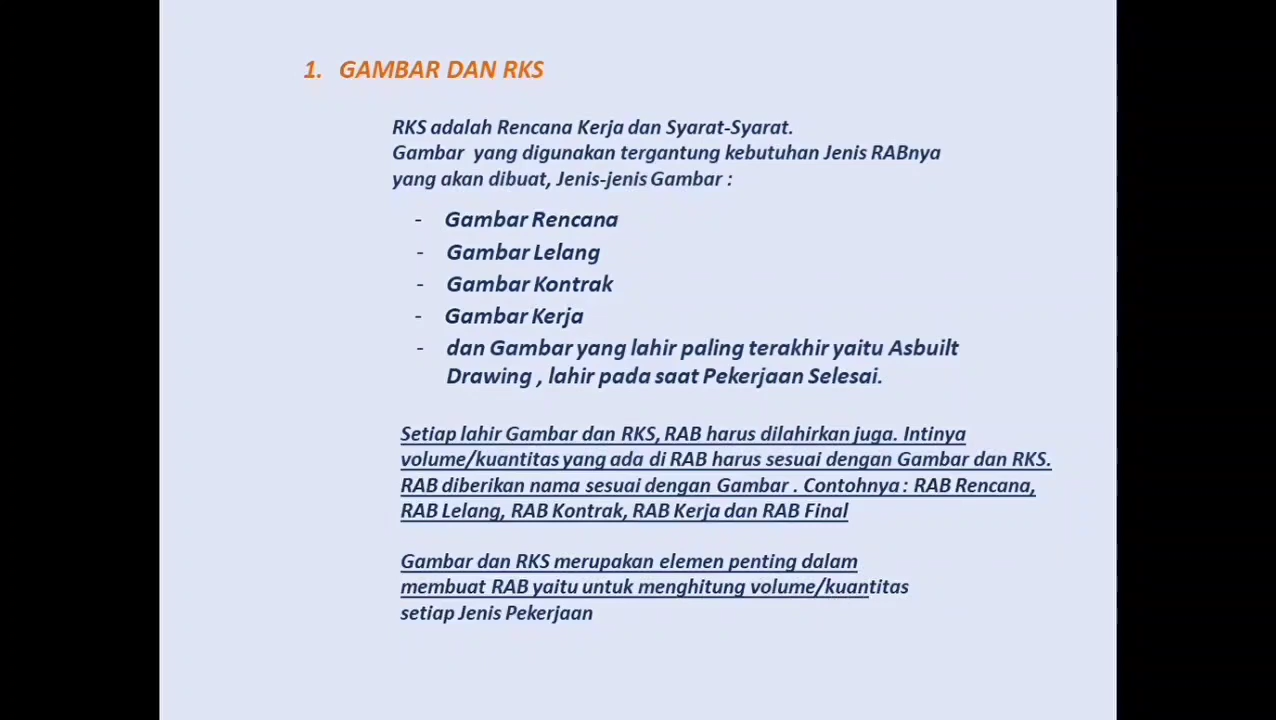 1. GAMBAR DAN RKS
RKS adalah Rencana Kerja dan Syarat-Syarat.
Gambar yang digunakan tergantung kebutuhan Jenis RABnya
yang akan dibuat, Jenis-jenis Gambar :
- Gambar Rencana
- Gambar Lelang
- Gambar Kontrak
- Gambar Kerja
- dan Gambar yang lahir paling terakhir yaitu Asbuilt
Drawing , lahir pada saat Pekerjaan Selesai.
Setiap lahir Gambar dan RKS, RAB harus dilahirkan juga. Intinya
volume/kuantitas yang ada di RAB harus sesuai dengan Gambar dan RKS.
RAB diberikan nama sesuai dengan Gambar . Contohnya : RAB Rencana,
RAB Lelang, RAB Kontrak, RAB Kerja dan RAB Final
Gambar dan RKS merupakan elemen penting dalam
membuat RAB yaitu untuk menghitung volume/kuantitas
setiap Jenis Pekerjaan